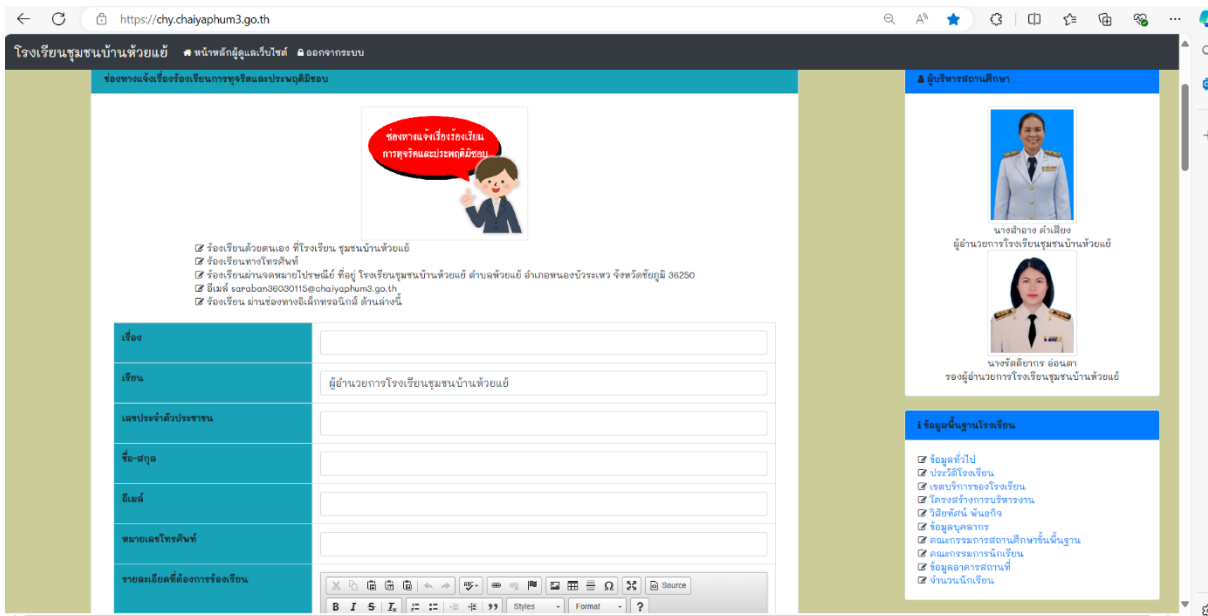 https://chy.chaiyaphum3.go.th
โรงเรียนชุมชนบ้านห้วยแย้ หน้าหลักผู้ดูแลเว็บไซต์ ออกจากระบบ
ช่องทางแจ้งเรื่องร้องเรียนการทุจริตและประพฤติมิชอบ
ช่องทางแจ้งเรื่องร้องเรียน
การทุจริตและประพฤติมิชอบ
ร้องเรียนด้วยตนเอง ที่โรงเรียน ชุมชนบ้านห้วยแย้
ร้องเรียนทางโทรศัพท์
ร้องเรียนผ่านจดหมายไปรษณีย์ ที่อยู่ โรงเรียนชุมชนบ้านห้วยแย้ ตำบลห้วยแย้ อำเภอหนองบัวระเหว จังหวัดชัยภูมิ 36250
อีเมล์ saraban36030115@chaiyaphum3.go.th
ร้องเรียน ผ่านช่องทางอิเล็กทรอนิกส์ ด้านล่างนี้
เรื่อง
เรียน
ผู้อำนวยการโรงเรียนชุมชนบ้านห้วยแย้
เลขประจำตัวประชาชน
ชื่อ-สกุล
อีเมล์
หมายเลขโทรศัพท์
รายละเอียดที่ต้องการร้องเรียน
Source
B I S Ix
Styles Format ?
ผู้บริหารสถานศึกษา
นางสำอาง คำเสียง
ผู้อำนวยการโรงเรียนชุมชนบ้านห้วยแย้
นางรัตติยากร อ่อนตา
รองผู้อำนวยการโรงเรียนชุมชนบ้านห้วยแย้
ข้อมูลพื้นฐานโรงเรียน
ข้อมูลทั่วไป
ประวัติโรงเรียน
เขตบริการของโรงเรียน
โครงสร้างการบริหารงาน
วิสัยทัศน์ พันธกิจ
ข้อมูลบุคลากร
คณะกรรมการสถานศึกษาขั้นพื้นฐาน
คณะกรรมการนักเรียน
ข้อมูลอาคารสถานที่
จำนวนนักเรียน